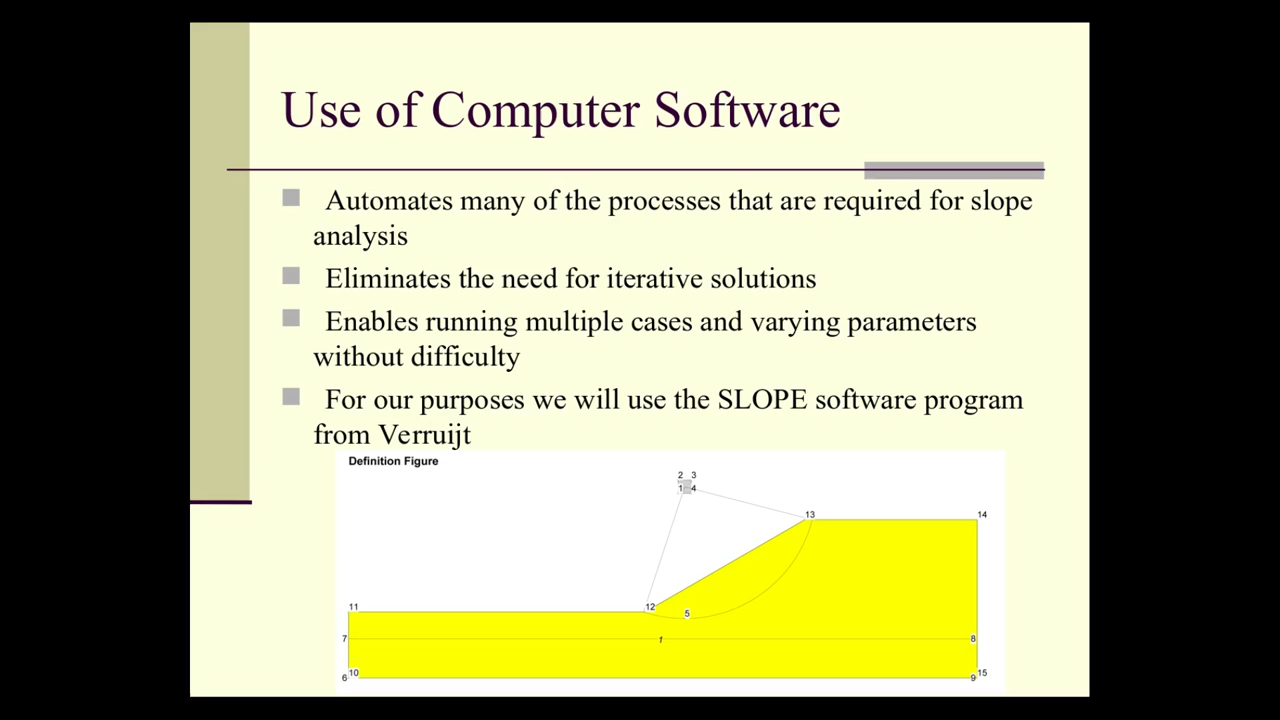 Use of Computer Software
Automates many of the processes that are required for slope
analysis
Eliminates the need for iterative solutions
Enables running multiple cases and varying parameters
without difficulty
For our purposes we will use the SLOPE software program
from Verruijt
Definition Figure
2 3
1 4
13
14
11
12
5
7
1
8
6 10
9 15